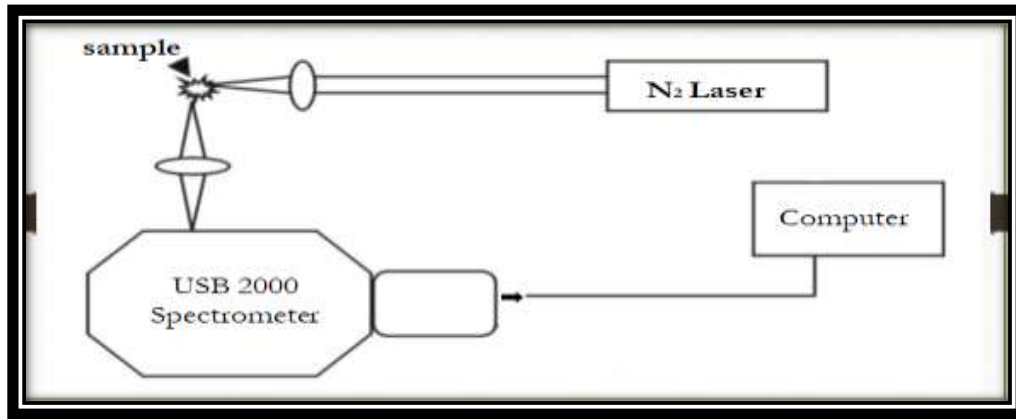 sample
N₂ Laser
Computer
USB 2000
Spectrometer